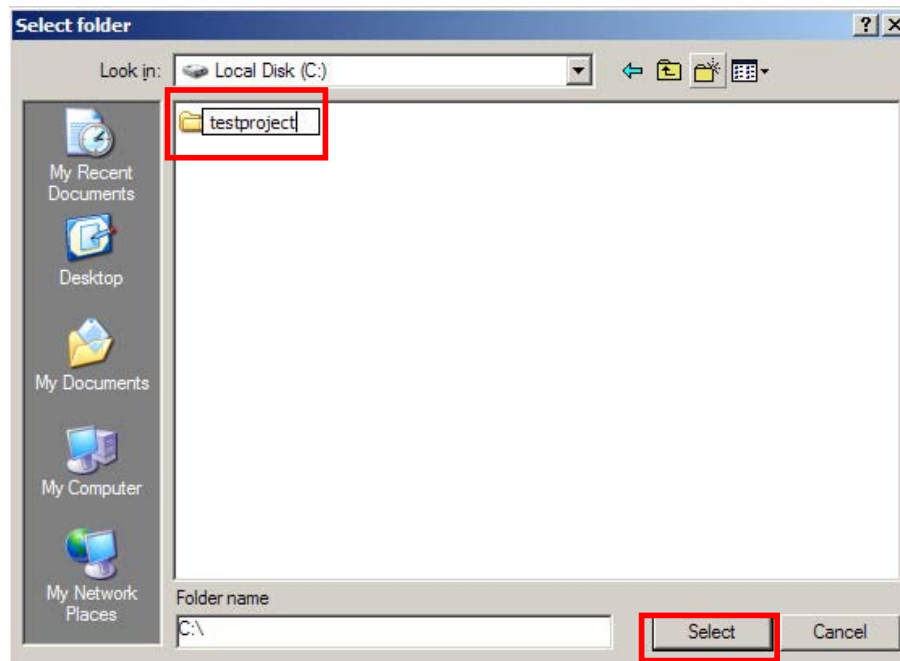 Select folder
Look in:
Local Disk (C:)
testproject
My Recent
Documents
Desktop
My Documents
My Computer
My Network
Places
Folder name
C:\
Select
Cancel